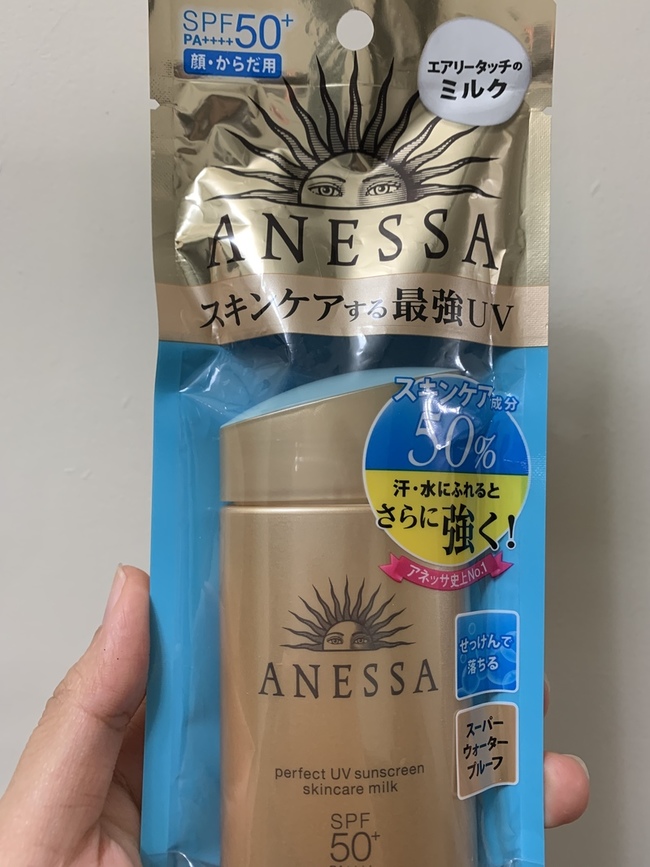 SPF50+
PA++++
顔・からだ用
エアリータッチの
ミルク
ANESSA
スキンケアする最強UV
スキンケア成分
50%
汗・水にふれると
さらに強く!
アネッサ史上No.1
せっけんで
落ちる
スーパー
ウォーター
プルーフ
ANESSA
perfect UV sunscreen
skincare milk
SPF
50+